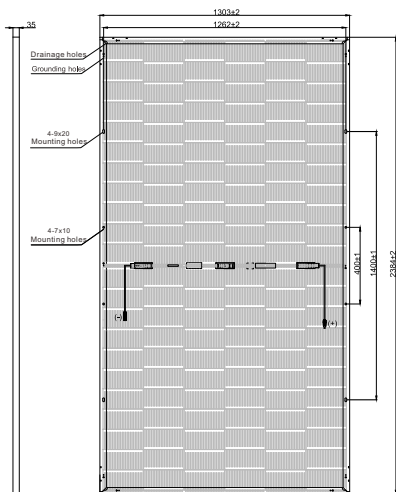 1303±2
35
1262±2
Drainage holes
Grounding holes
4-9x20
Mounting holes
4-7x10
Mounting holes
400±1
1400±1
2384±2
(-)
(+)